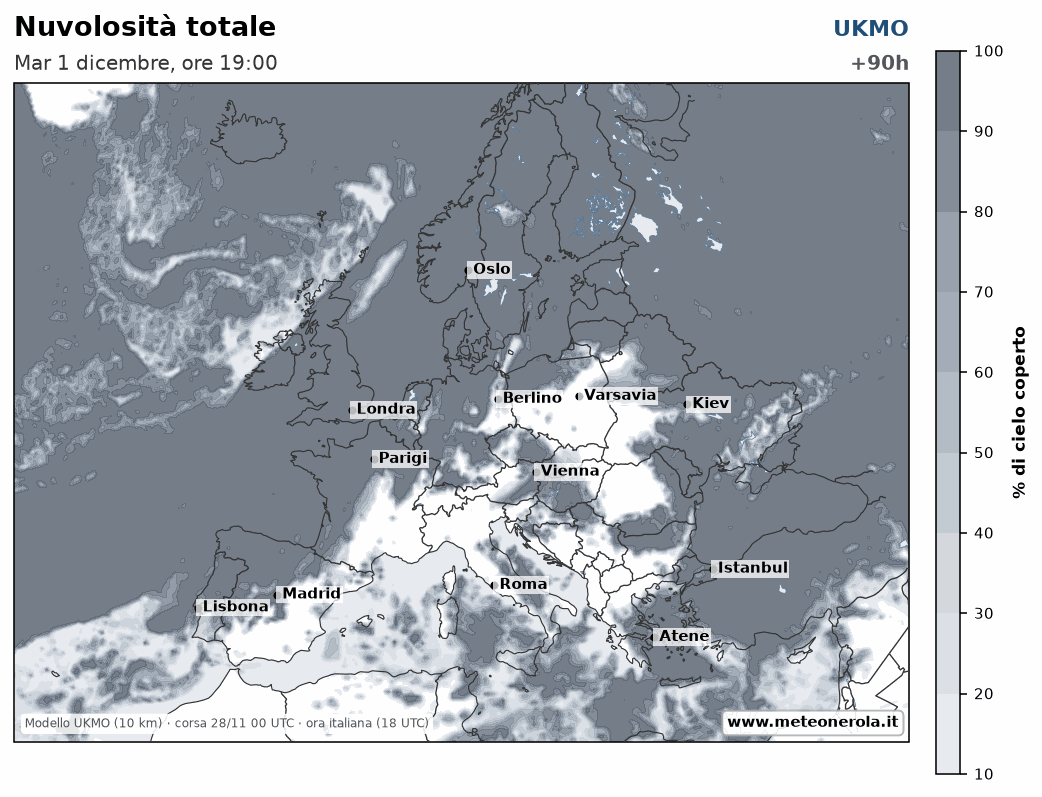 Nuvolosità totale
UKMO
Mar 1 dicembre, ore 19:00
+90h
100
90
80
70
60
50
40
30
20
10
% di cielo coperto
Oslo
Berlino
Varsavia
Kiev
Londra
Parigi
Vienna
Istanbul
Roma
Madrid
Lisbona
Atene
Modello UKMO (10 km) · corsa 28/11 00 UTC · ora italiana (18 UTC)
www.meteonerola.it